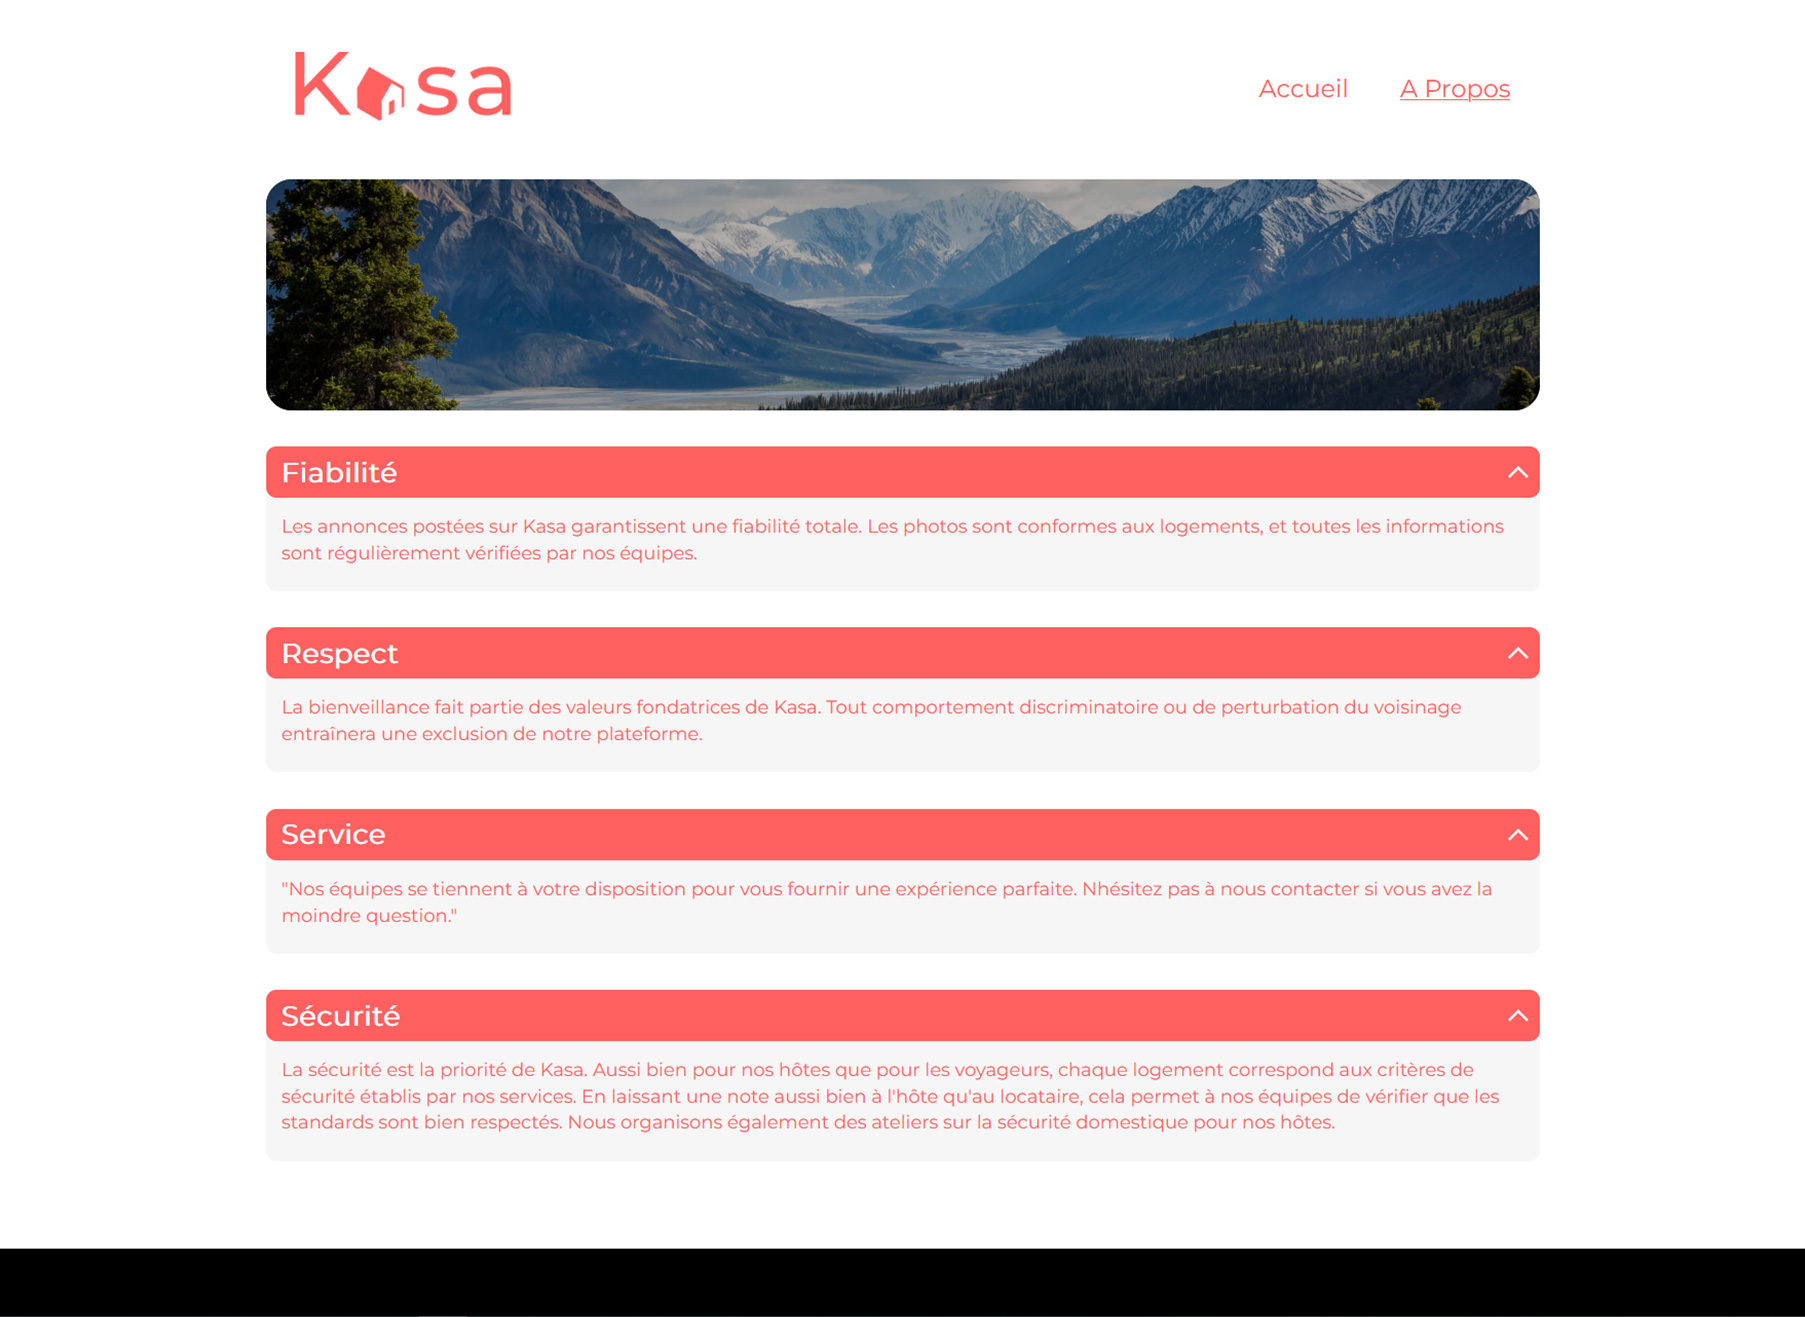 Kasa
Accueil A Propos
Fiabilité
Les annonces postées sur Kasa garantissent une fiabilité totale. Les photos sont conformes aux logements, et toutes les informations
sont régulièrement vérifiées par nos équipes.
Respect
La bienveillance fait partie des valeurs fondatrices de Kasa. Tout comportement discriminatoire ou de perturbation du voisinage
entraînera une exclusion de notre plateforme.
Service
"Nos équipes se tiennent à votre disposition pour vous fournir une expérience parfaite. Nhésitez pas à nous contacter si vous avez la
moindre question."
Sécurité
La sécurité est la priorité de Kasa. Aussi bien pour nos hôtes que pour les voyageurs, chaque logement correspond aux critères de
sécurité établis par nos services. En laissant une note aussi bien à l'hôte qu'au locataire, cela permet à nos équipes de vérifier que les
standards sont bien respectés. Nous organisons également des ateliers sur la sécurité domestique pour nos hôtes.